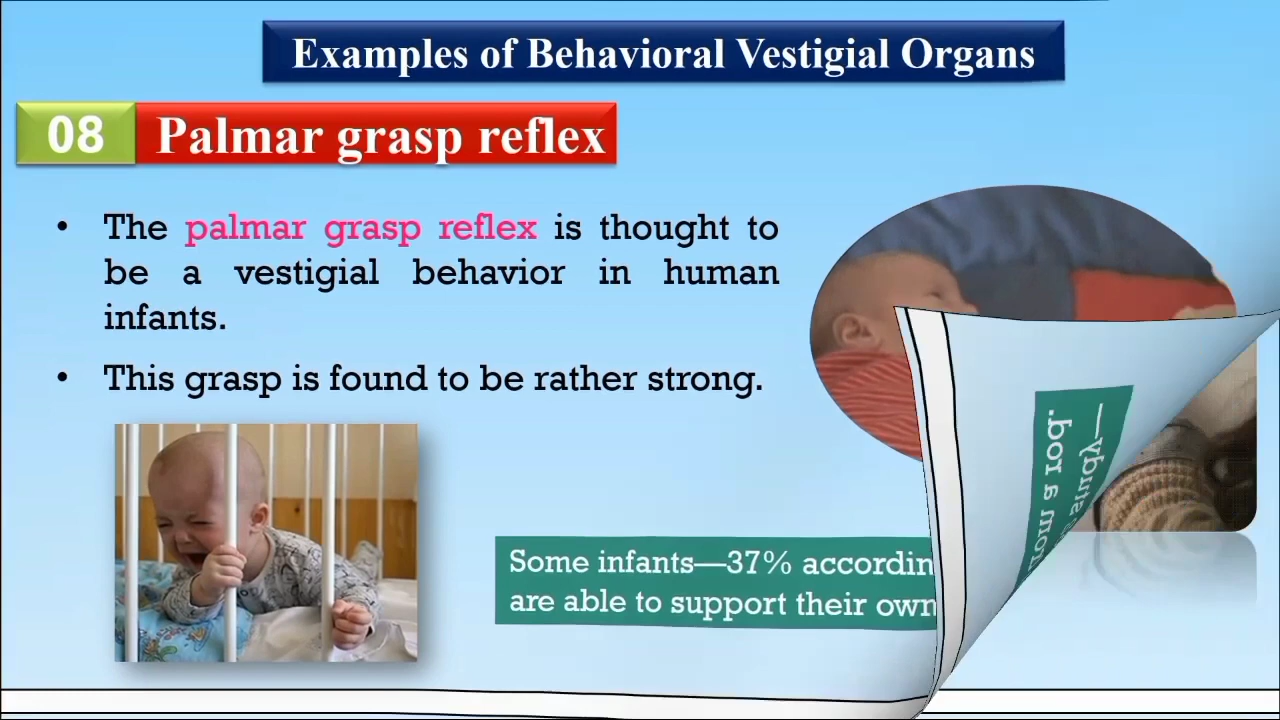 Examples of Behavioral Vestigial Organs
08 Palmar grasp reflex
• The palmar grasp reflex is thought to
be a vestigial behavior in human
infants.
• This grasp is found to be rather strong.
Some infants—37% accordin
are able to support their own